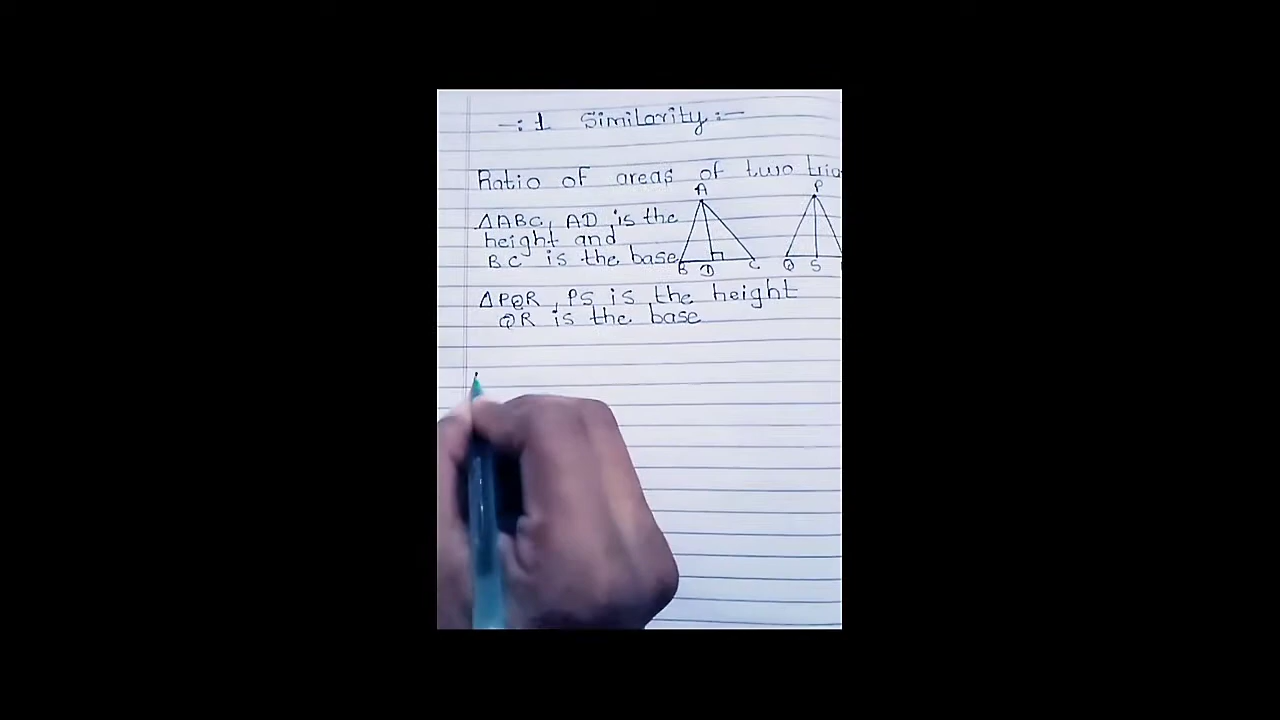 -: 1 Similarity :-
Ratio of areas of two
A
P
ΔABC, AD is the
height and
BC is the base
B D C
Q S
ΔPQR, PS is the height
QR is the base